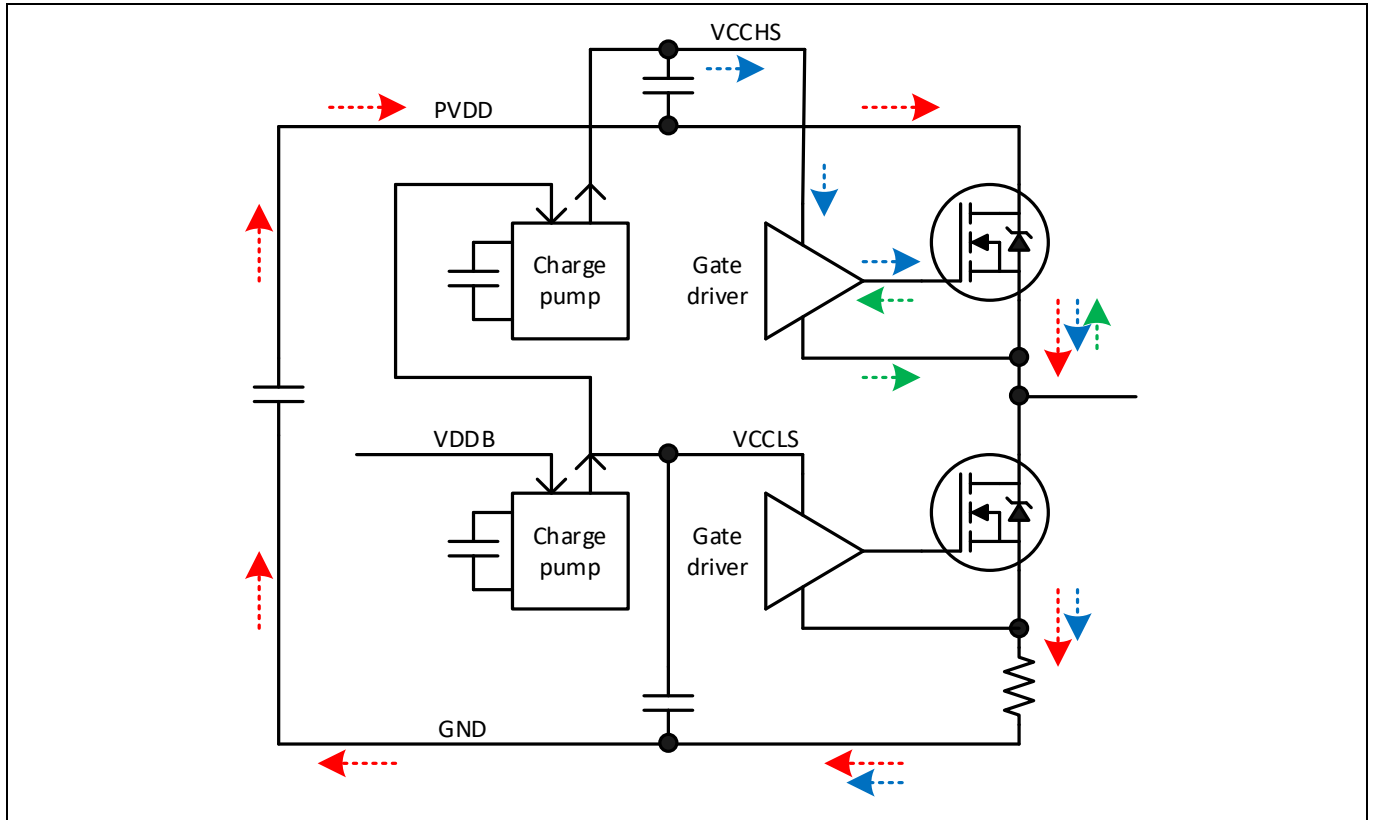 VCCHS
PVDD
Charge
pump
Gate
driver
VDDB
VCCLS
Charge
pump
Gate
driver
GND